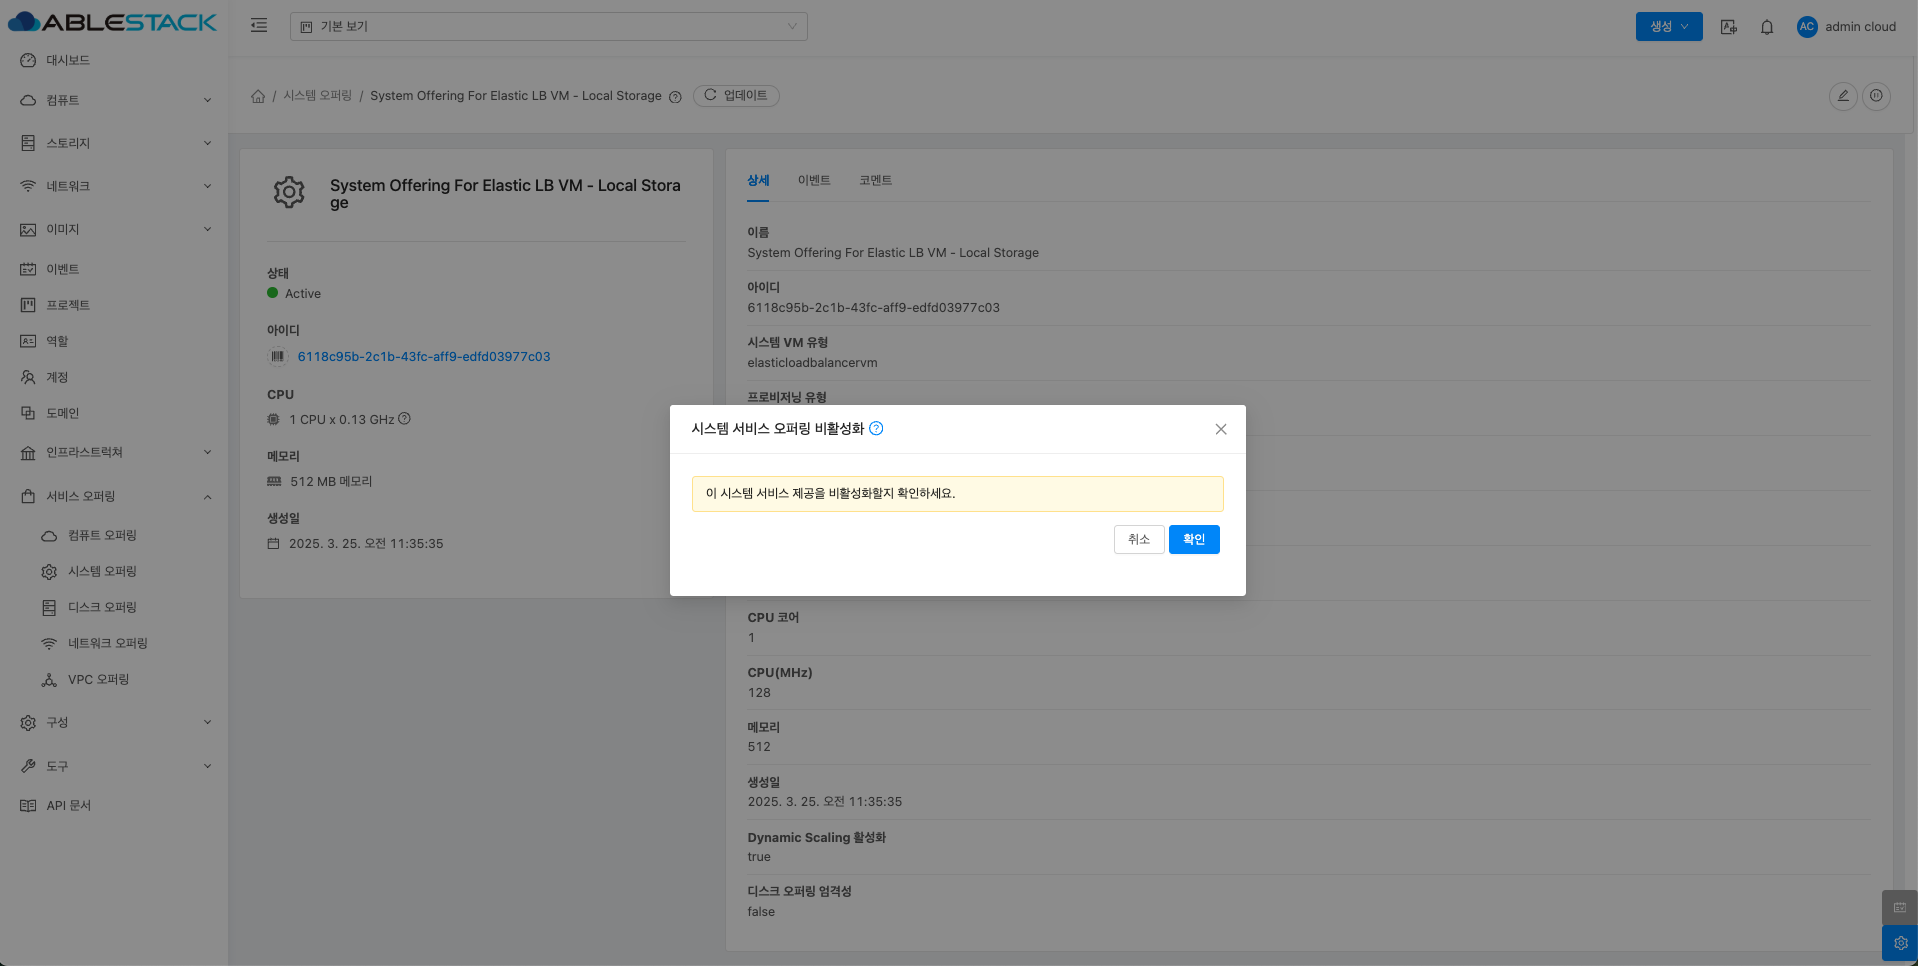 ABLESTACK
기본 보기
생성
AC
admin cloud
대시보드
컴퓨트
스토리지
네트워크
이미지
이벤트
프로젝트
역할
계정
도메인
인프라스트럭쳐
서비스 오퍼링
컴퓨트 오퍼링
시스템 오퍼링
디스크 오퍼링
네트워크 오퍼링
VPC 오퍼링
구성
도구
API 문서
/ 시스템 오퍼링 / System Offering For Elastic LB VM - Local Storage
업데이트
System Offering For Elastic LB VM - Local Stora
ge
상태
Active
아이디
6118c95b-2c1b-43fc-aff9-edfd03977c03
CPU
1 CPU x 0.13 GHz
메모리
512 MB 메모리
생성일
2025. 3. 25. 오전 11:35:35
상세 이벤트 코멘트
이름
System Offering For Elastic LB VM - Local Storage
아이디
6118c95b-2c1b-43fc-aff9-edfd03977c03
시스템 VM 유형
elasticloadbalancervm
프로비저닝 유형
시스템 서비스 오퍼링 비활성화
이 시스템 서비스 제공을 비활성화할지 확인하세요.
취소 확인
CPU 코어
1
CPU(MHz)
128
메모리
512
생성일
2025. 3. 25. 오전 11:35:35
Dynamic Scaling 활성화
true
디스크 오퍼링 엄격성
false